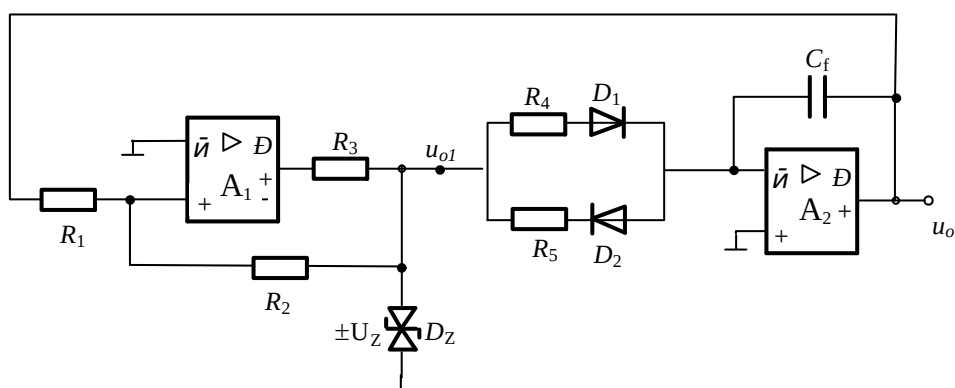 C_f
R_4
D_1
R_3
u_o1
A_1
+
-
+
R_1
R_2
R_5
D_2
A_2
+
+
u_o
±U_Z
D_Z